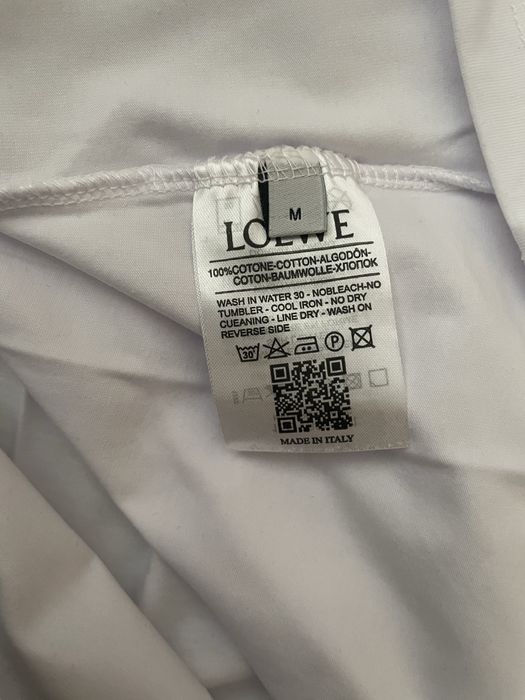 M
LOEWE
100%COTONE-COTTON-ALGODÓN-
COTON-BAUMWOLLE-ХЛОПОК
WASH IN WATER 30 - NOBLEACH-NO
TUMBLER - COOL IRON - NO DRY
CUEANING - LINE DRY - WASH ON
REVERSE SIDE
30°
P
MADE IN ITALY